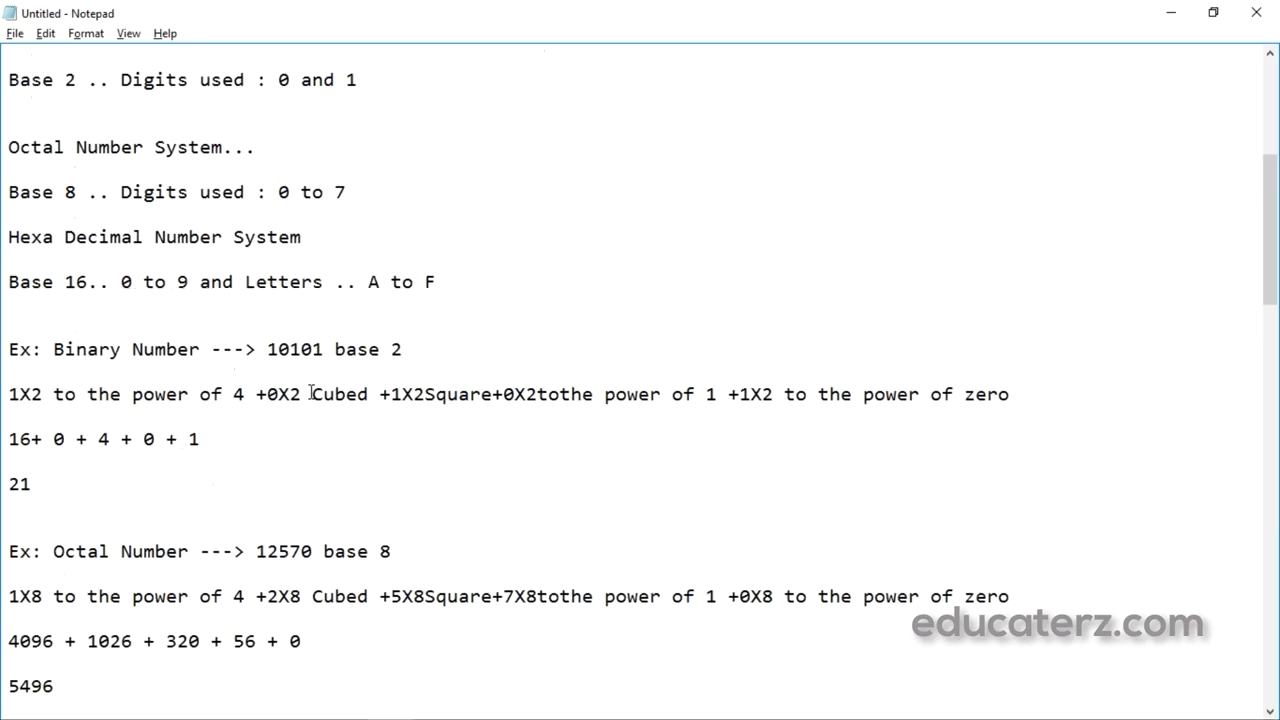 Untitled - Notepad
File Edit Format View Help
Base 2 .. Digits used : 0 and 1
Octal Number System...
Base 8 .. Digits used : 0 to 7
Hexa Decimal Number System
Base 16.. 0 to 9 and Letters .. A to F
Ex: Binary Number ---> 10101 base 2
1X2 to the power of 4 +0X2 Cubed +1X2Square+0X2tothe power of 1 +1X2 to the power of zero
16+ 0 + 4 + 0 + 1
21
Ex: Octal Number ---> 12570 base 8
1X8 to the power of 4 +2X8 Cubed +5X8Square+7X8tothe power of 1 +0X8 to the power of zero
educaterz.com
4096 + 1026 + 320 + 56 + 0
5496